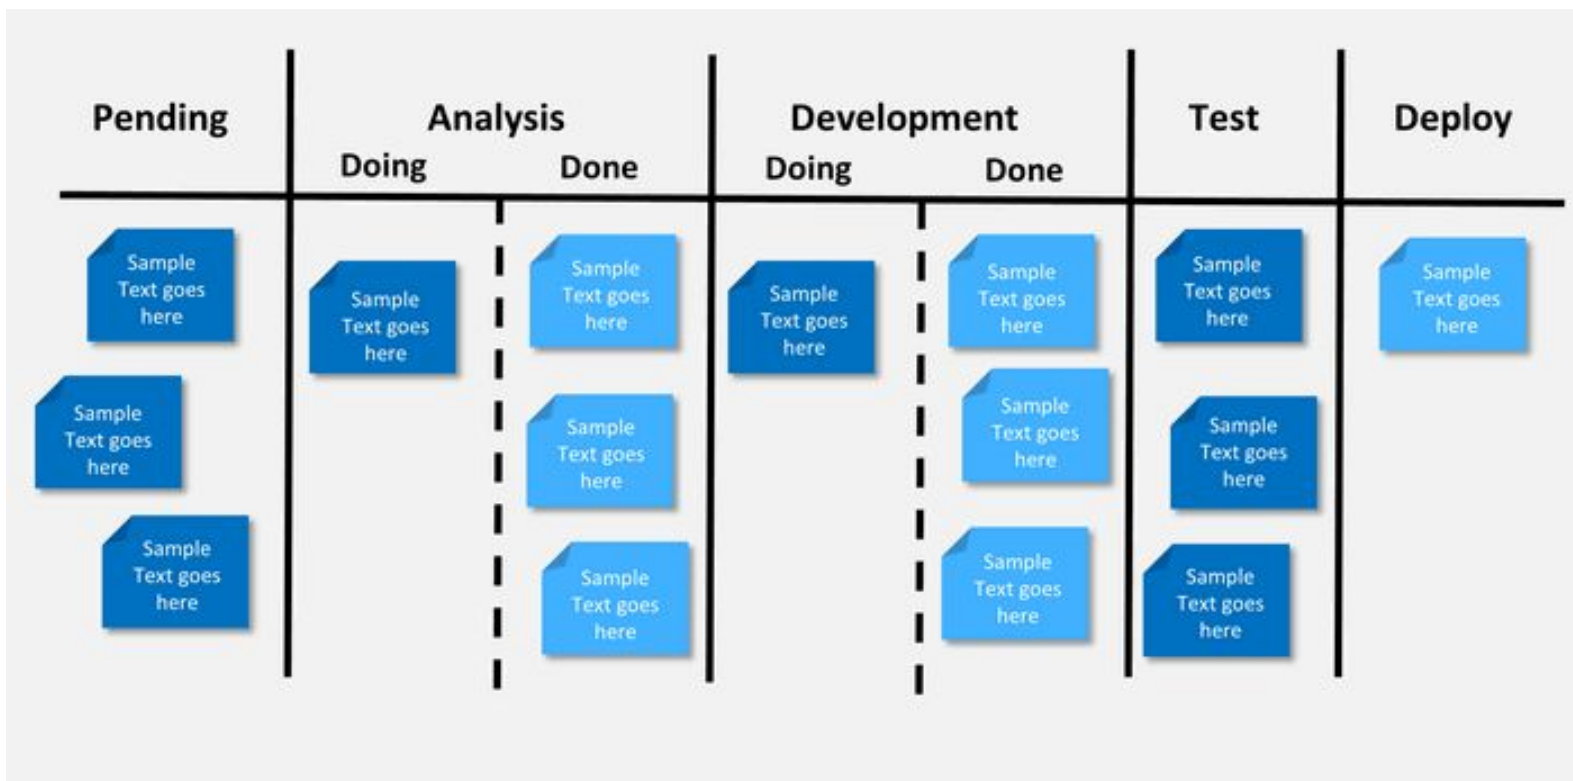 Pending
Analysis
Development
Test
Deploy
Doing
Done
Doing
Done
Sample
Text goes
here
Sample
Text goes
here
Sample
Text goes
here
Sample
Text goes
here
Sample
Text goes
here
Sample
Text goes
here
Sample
Text goes
here
Sample
Text goes
here
Sample
Text goes
here
Sample
Text goes
here
Sample
Text goes
here
Sample
Text goes
here
Sample
Text goes
here
Sample
Text goes
here
Sample
Text goes
here